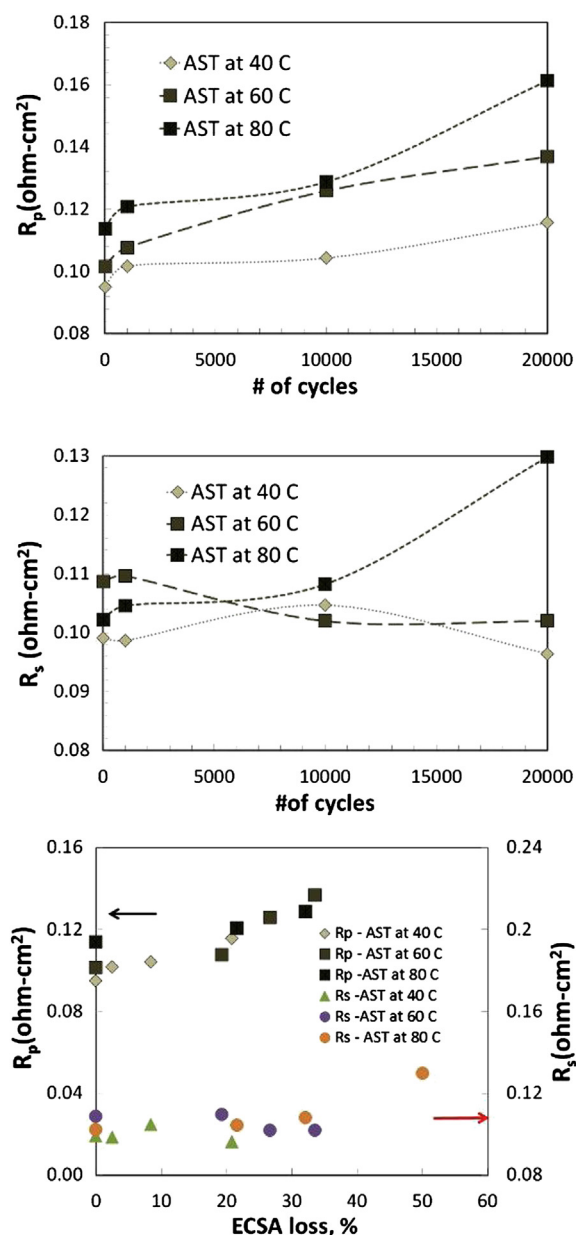 0.18
0.16
0.14
0.12
0.10
0.08
Rp(ohm-cm²)
AST at 40 C
AST at 60 C
AST at 80 C
0 5000 10000 15000 20000
# of cycles
0.13
0.12
0.11
0.10
0.09
0.08
Rs (ohm-cm²)
AST at 40 C
AST at 60 C
AST at 80 C
0 5000 10000 15000 20000
#of cycles
0.16
0.12
0.08
0.04
0.00
Rp(ohm-cm²)
Rp - AST at 40 C
Rp - AST at 60 C
Rp -AST at 80 C
Rs -AST at 40 C
Rs -AST at 60 C
Rs - AST at 80 C
0.24
0.2
0.16
0.12
0.08
Rs(ohm-cm²)
0 10 20 30 40 50 60
ECSA loss, %